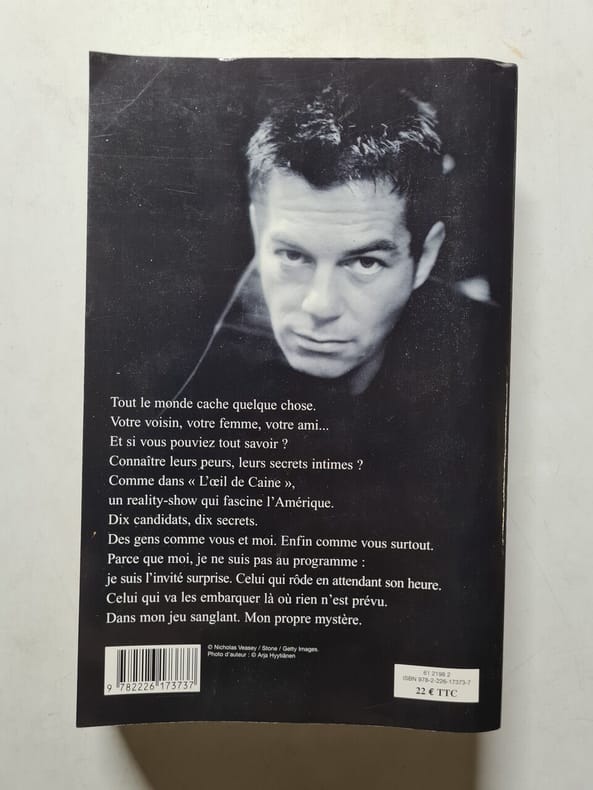 Tout le monde cache quelque chose.
Votre voisin, votre femme, votre ami...
Et si vous pouviez tout savoir ?
Connaître leurs peurs, leurs secrets intimes ?
Comme dans « L'œil de Caine »,
un reality-show qui fascine l'Amérique.
Dix candidats, dix secrets.
Des gens comme vous et moi. Enfin comme vous surtout.
Parce que moi, je ne suis pas au programme :
je suis l'invité surprise. Celui qui rôde en attendant son heure.
Celui qui va les embarquer là où rien n'est prévu.
Dans mon jeu sanglant. Mon propre mystère.
© Nicholas Veasey / Stone / Getty Images.
Photo d'auteur : © Arja Hyytiäinen
9 782226 173737
61 2198 2
ISBN 978-2-226-17373-7
22 € TTC